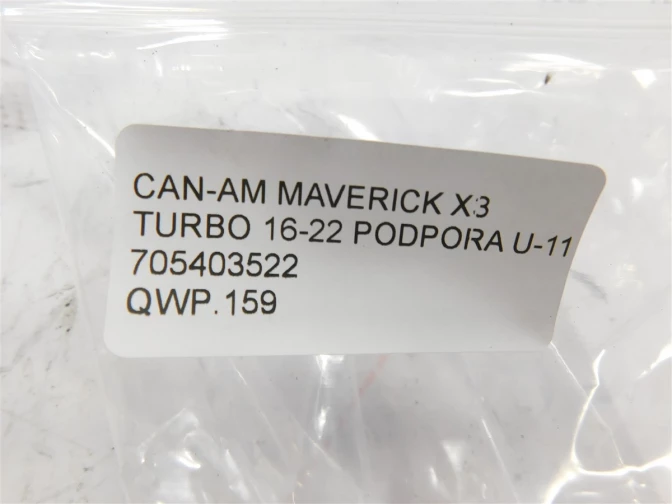 CAN-AM MAVERICK X3
TURBO 16-22 PODPORA U-11
705403522
QWP.159